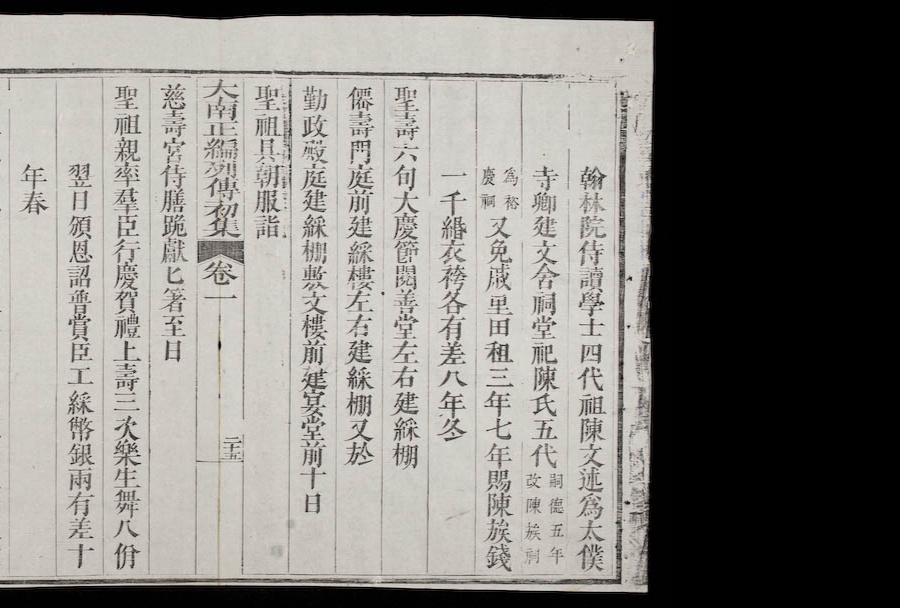 翰林院侍讀學士四代祖陳文述爲太僕
寺卿建文舍祠堂祀陳氏五代嗣德五年改陳族祠
爲裕慶祠又免戚里田租三年七年賜陳族錢
一千緡衣袴各有差八年冬
聖壽六旬大慶節閱善堂左右建綵棚
僊壽門庭前建綵樓左右建綵棚又於
勤政殿庭建綵棚敷文樓前建宴堂前十日
聖祖具朝服詣
大南正編列傳初集 卷一 二十五
慈壽宮侍膳跪獻匕箸至日
聖祖親率羣臣行慶賀禮上壽三次樂生舞八佾
翌日頒恩詔普賞臣工綵幣銀兩有差十
年春